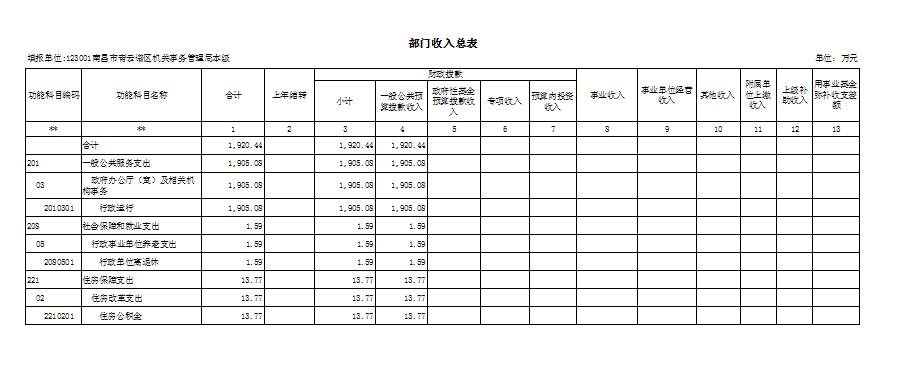 部门收入总表
填报单位:123001南昌市青云谱区机关事务管理局本级 单位：万元
功能科目编码 功能科目名称 合计 上年结转 财政拨款 事业收入 事业单位经营收入 其他收入 附属单位上缴收入 上级补助收入 用事业基金弥补收支差额
小计 一般公共预算拨款收入 政府性基金预算拨款收入 专项收入 预算内投资收入
** ** 1 2 3 4 5 6 7 8 9 10 11 12 13
合计 1,920.44 1,920.44 1,920.44
201 一般公共服务支出 1,905.08 1,905.08 1,905.08
03 政府办公厅（室）及相关机构事务 1,905.08 1,905.08 1,905.08
2010301 行政运行 1,905.08 1,905.08 1,905.08
208 社会保障和就业支出 1.59 1.59 1.59
05 行政事业单位养老支出 1.59 1.59 1.59
2080501 行政单位离退休 1.59 1.59 1.59
221 住房保障支出 13.77 13.77 13.77
02 住房改革支出 13.77 13.77 13.77
2210201 住房公积金 13.77 13.77 13.77